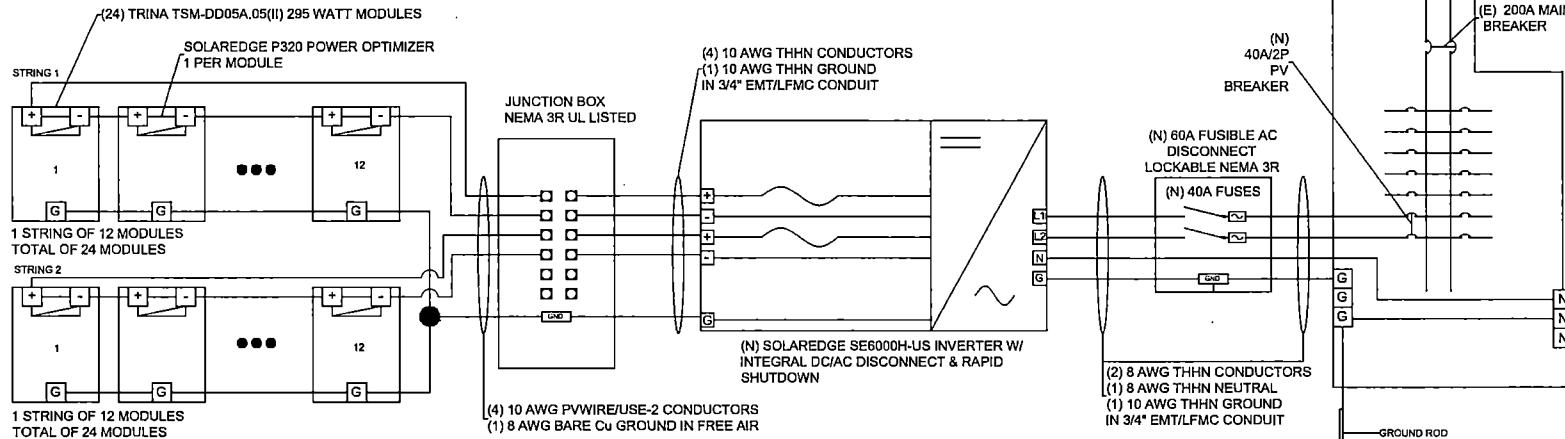 (24) TRINA TSM-DD05A.05(II) 295 WATT MODULES
SOLAREDGE P320 POWER OPTIMIZER
1 PER MODULE
STRING 1
+ - + - + -
1
12
G G G
1 STRING OF 12 MODULES
TOTAL OF 24 MODULES
STRING 2
+ - + - + -
1
12
G G G
1 STRING OF 12 MODULES
TOTAL OF 24 MODULES
JUNCTION BOX
NEMA 3R UL LISTED
GND
(4) 10 AWG PVWIRE/USE-2 CONDUCTORS
(1) 8 AWG BARE Cu GROUND IN FREE AIR
(4) 10 AWG THHN CONDUCTORS
(1) 10 AWG THHN GROUND
IN 3/4" EMT/LFMC CONDUIT
+
-
+
-
G
L1
L2
N
G
(N) SOLAREDGE SE6000H-US INVERTER W/
INTEGRAL DC/AC DISCONNECT & RAPID
SHUTDOWN
(N) 60A FUSIBLE AC
DISCONNECT
LOCKABLE NEMA 3R
(N) 40A FUSES
GND
(2) 8 AWG THHN CONDUCTORS
(1) 8 AWG THHN NEUTRAL
(1) 10 AWG THHN GROUND
IN 3/4" EMT/LFMC CONDUIT
(N)
40A/2P
PV
BREAKER
(E) 200A MAI
BREAKER
G
G
G
N
N
N
GROUND ROD